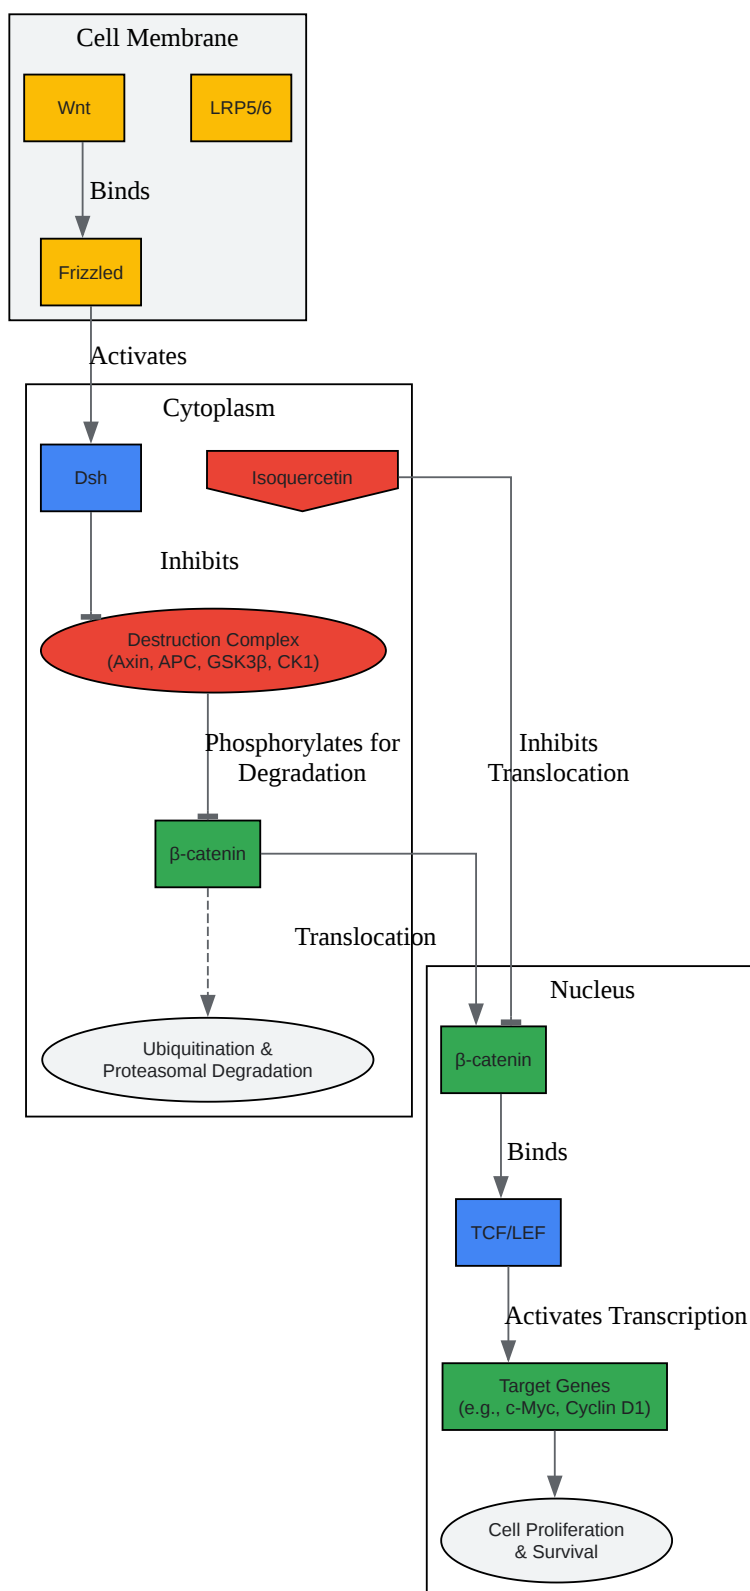 Cell Membrane
Wnt
LRP5/6
Binds
Frizzled
Activates
Cytoplasm
Dsh
Isoquercetin
Inhibits
Destruction Complex
(Axin, APC, GSK3β, CK1)
Phosphorylates for
Degradation
Inhibits
Translocation
β-catenin
Translocation
Nucleus
Ubiquitination &
Proteasomal Degradation
β-catenin
Binds
TCF/LEF
Activates Transcription
Target Genes
(e.g., c-Myc, Cyclin D1)
Cell Proliferation
& Survival